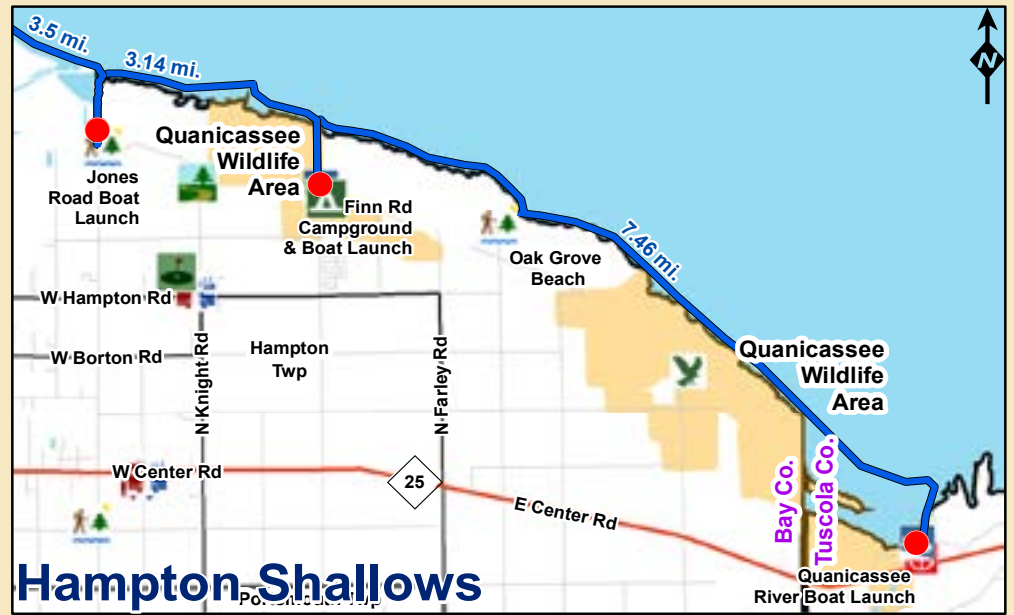 3.5 mi.
3.14 mi.
N
Quanicassee
Wildlife
Area
Jones
Road Boat
Launch
Finn Rd
Campground
& Boat Launch
7.46 mi.
Oak Grove
Beach
W Hampton Rd
W Borton Rd
N Knight Rd
Hampton
Twp
N Farley Rd
Quanicassee
Wildlife
Area
W Center Rd
25
E Center Rd
Bay Co.
Tuscola Co.
Quanicassee
River Boat Launch
Hampton Shallows